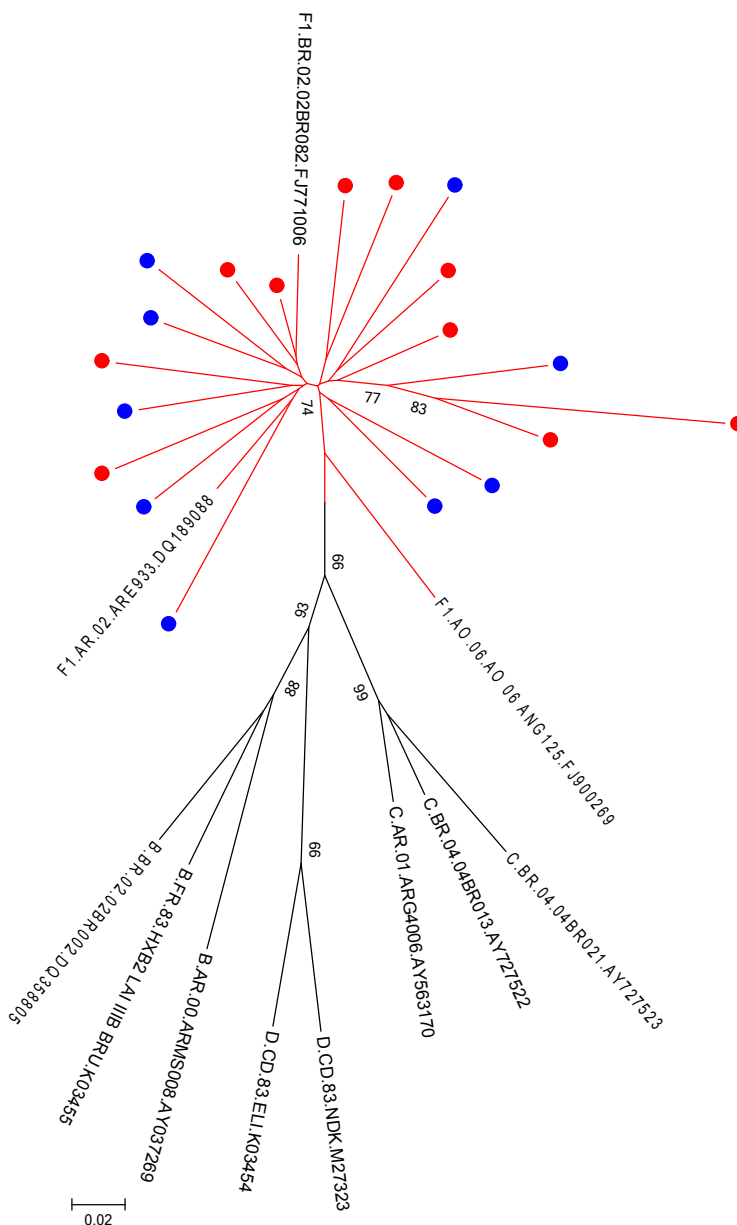 F1.BR.02.02BR082.FJ771006
74
77
83
F1.AR.02.ARE933.DQ189088
F1.AO.06.AO 06 ANG125.FJ900269
66
93
88
99
66
B.BR.02.02BR002.DQ358805
B.FR.83.HXB2 LAI IIIB BRU.K03455
B.AR.00.ARMS008.AY037269
D.CD.83.ELI.K03454
D.CD.83.NDK.M27323
C.AR.01.ARG4006.AY563170
C.BR.04.04BR013.AY727522
C.BR.04.04BR021.AY727523
0.02